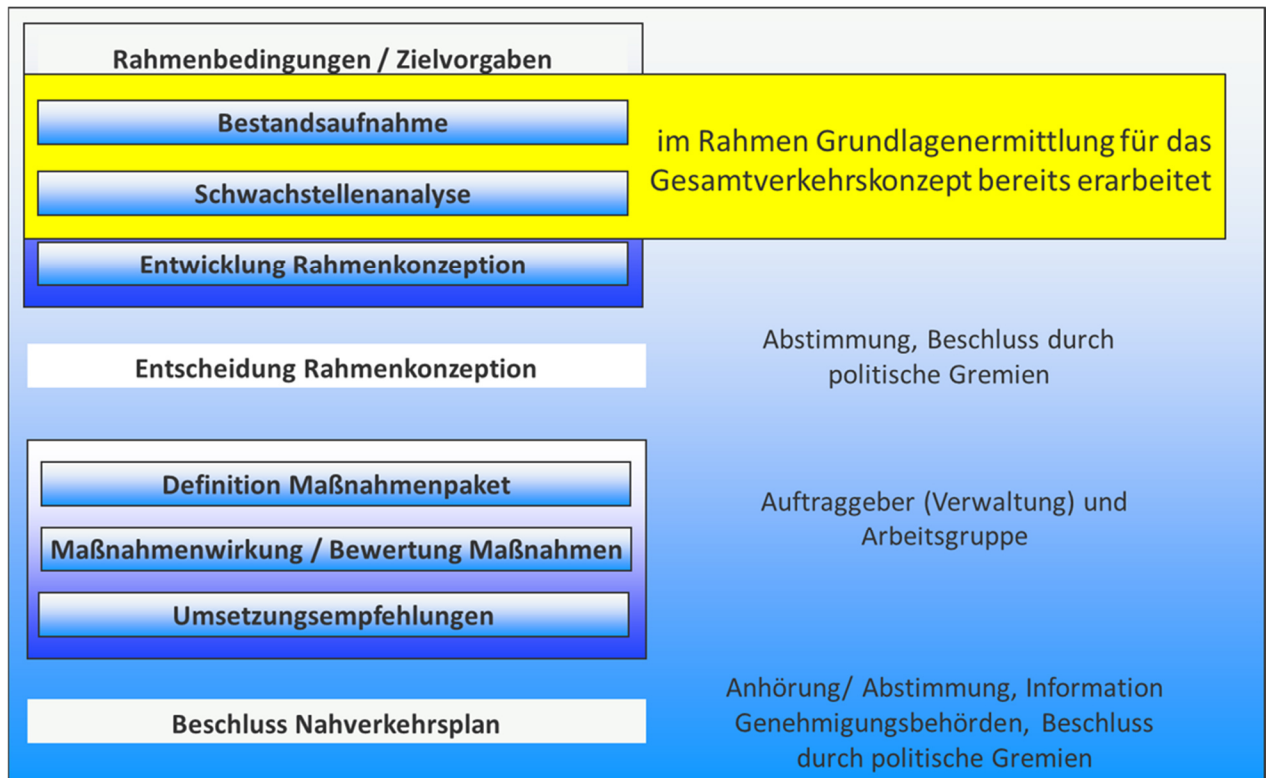 Rahmenbedingungen / Zielvorgaben
Bestandsaufnahme
Schwachstellenanalyse
im Rahmen Grundlagenermittlung für das
Gesamtverkehrskonzept bereits erarbeitet
Entwicklung Rahmenkonzeption
Entscheidung Rahmenkonzeption
Abstimmung, Beschluss durch
politische Gremien
Definition Maßnahmenpaket
Maßnahmenwirkung / Bewertung Maßnahmen
Umsetzungsempfehlungen
Auftraggeber (Verwaltung) und
Arbeitsgruppe
Beschluss Nahverkehrsplan
Anhörung/ Abstimmung, Information
Genehmigungsbehörden, Beschluss
durch politische Gremien